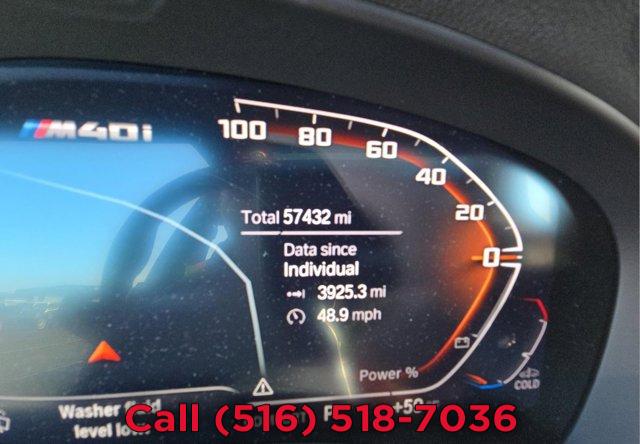 M40i
100 80 60 40 20 0
Total 57432 mi
Data since
Individual
3925.3 mi
48.9 mph
Power %
COLD
Washer fluid
level low
Call (516) 518-7036